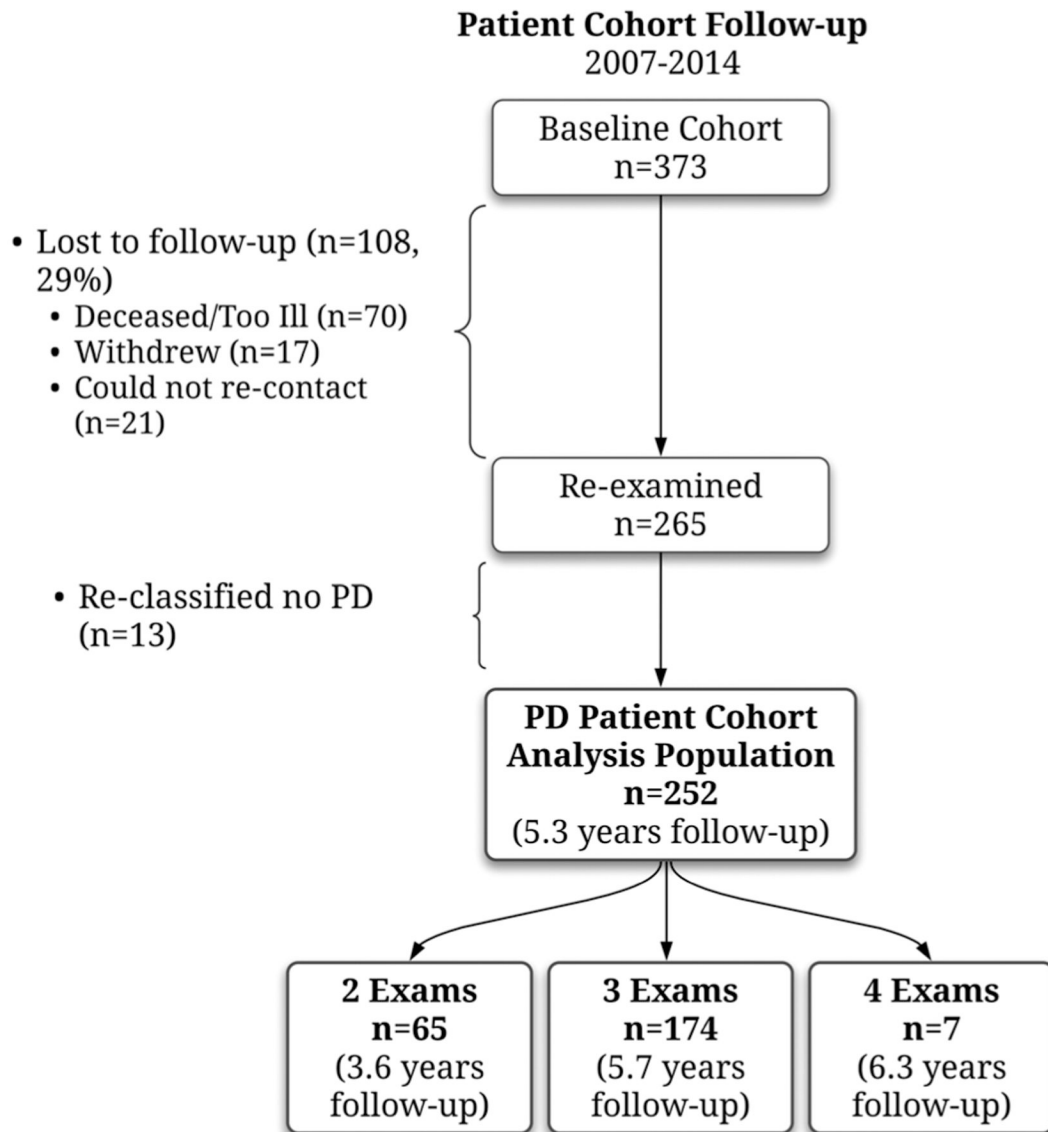 Patient Cohort Follow-up
2007-2014
Baseline Cohort
n=373
• Lost to follow-up (n=108,
29%)
• Deceased/Too Ill (n=70)
• Withdrew (n=17)
• Could not re-contact
(n=21)
Re-examined
n=265
• Re-classified no PD
(n=13)
PD Patient Cohort
Analysis Population
n=252
(5.3 years follow-up)
2 Exams
n=65
(3.6 years
follow-up)
3 Exams
n=174
(5.7 years
follow-up)
4 Exams
n=7
(6.3 years
follow-up)